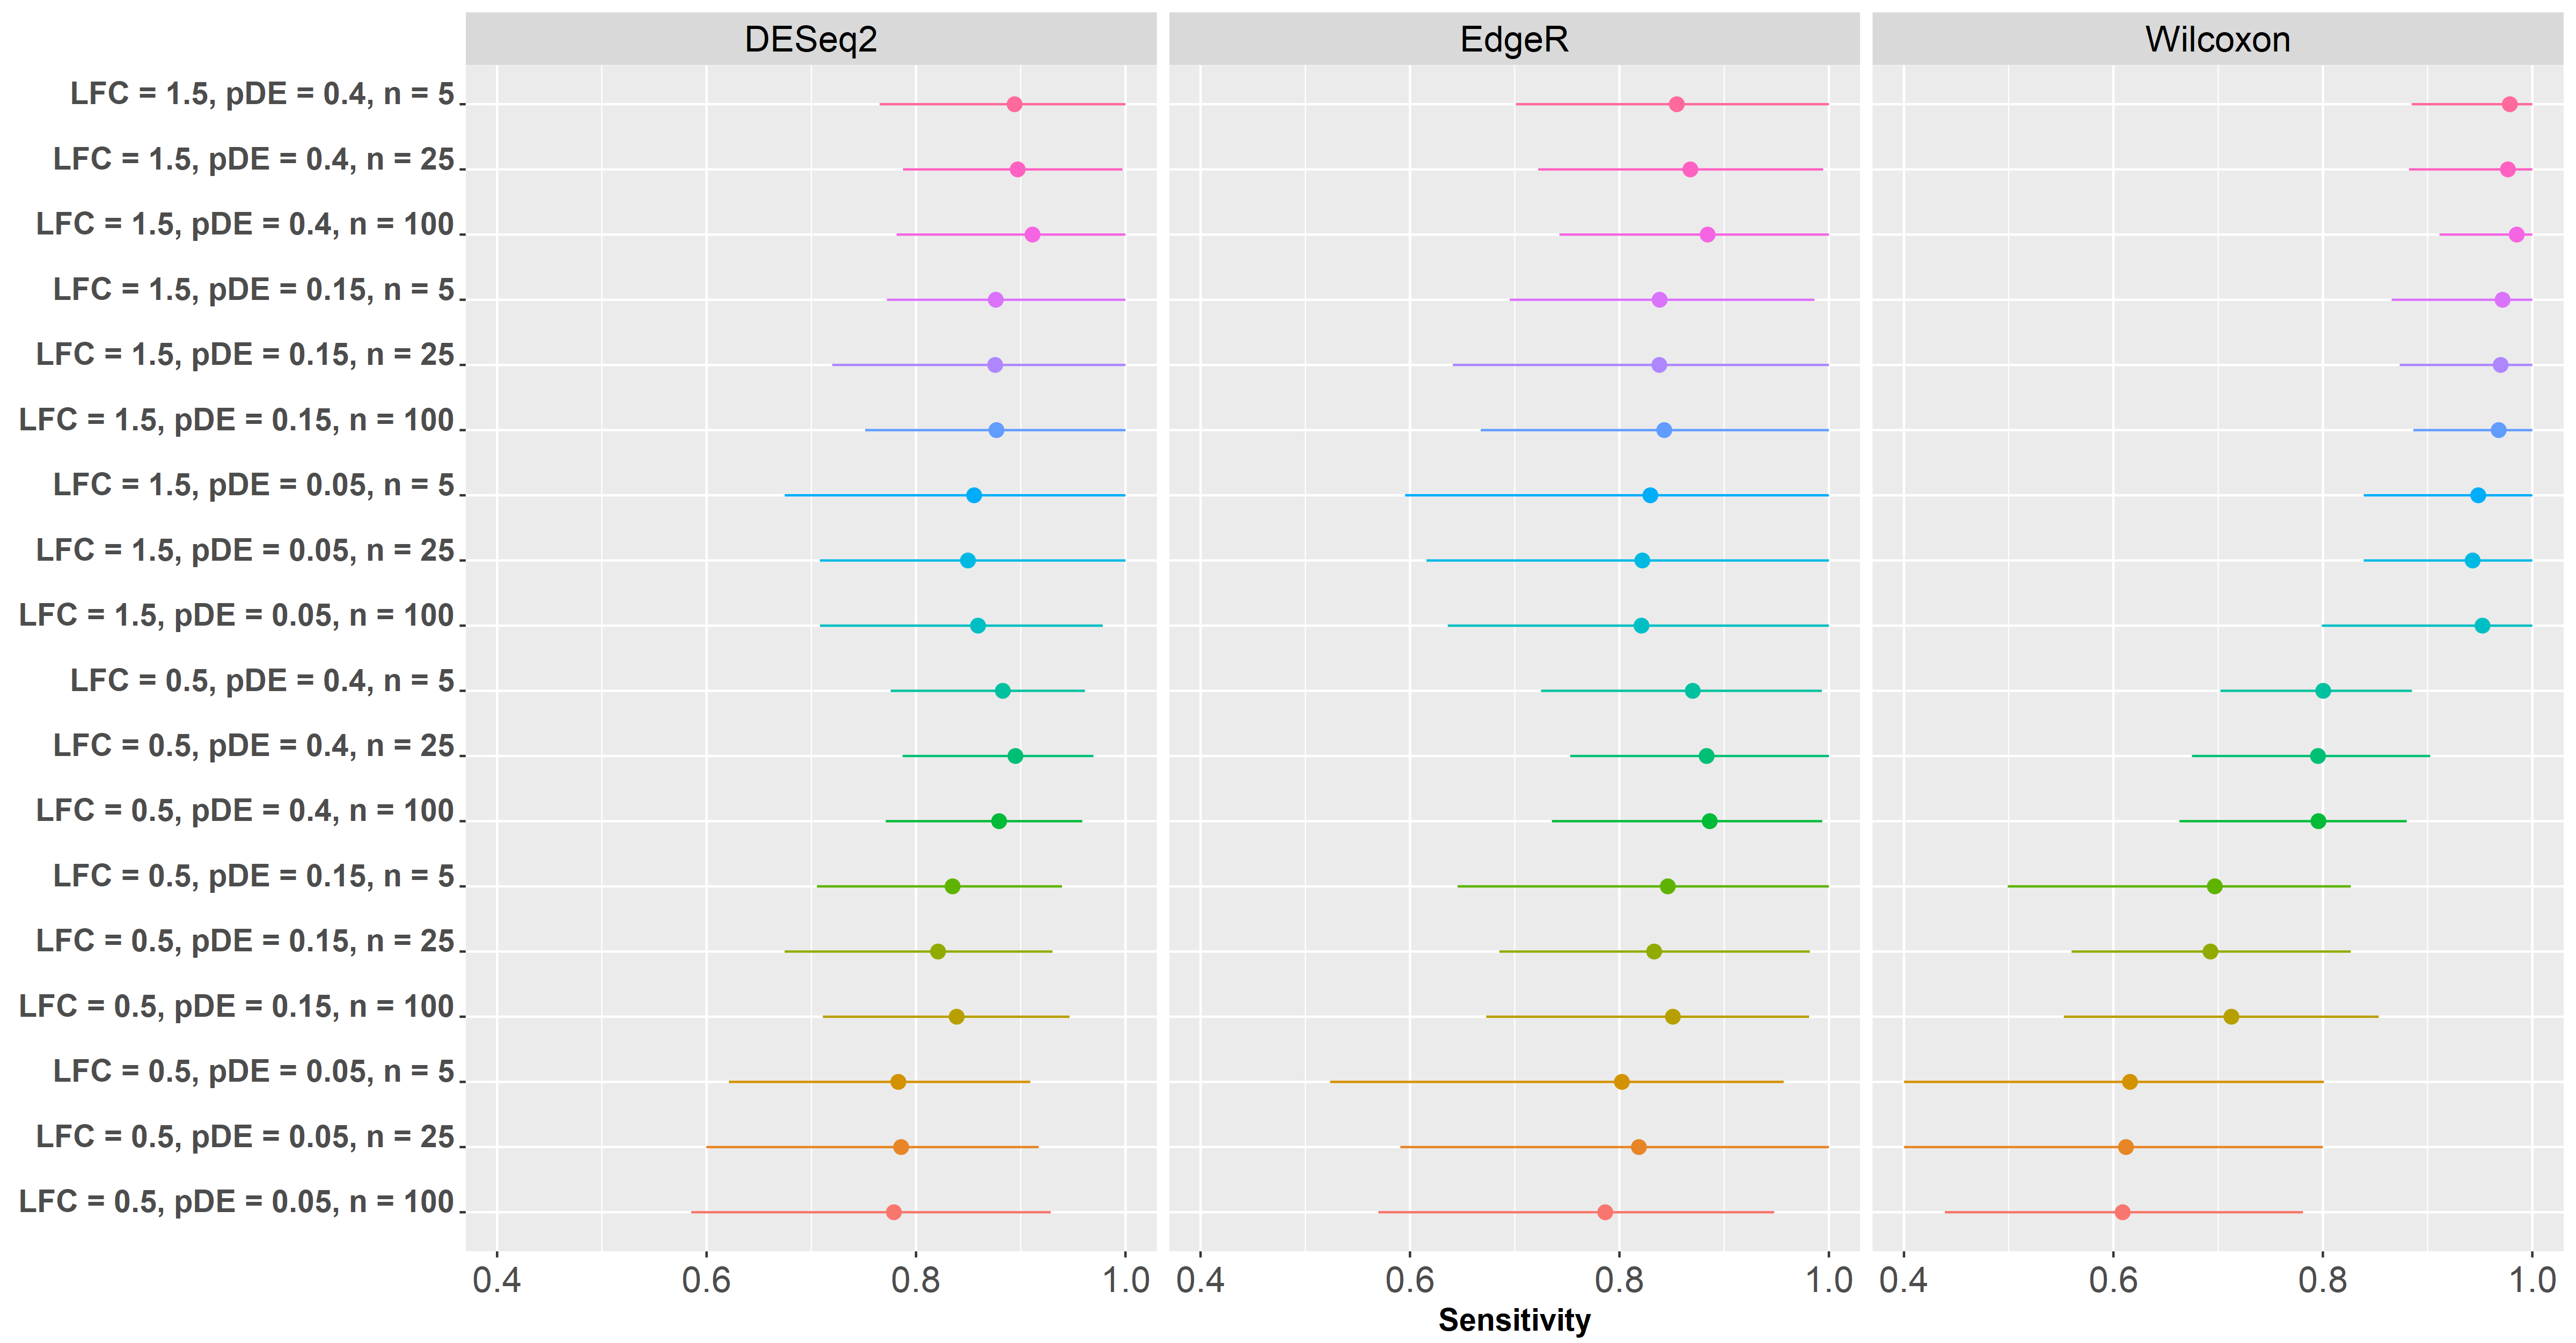 DESeq2 EdgeR Wilcoxon
LFC = 1.5, pDE = 0.4, n = 5
LFC = 1.5, pDE = 0.4, n = 25
LFC = 1.5, pDE = 0.4, n = 100
LFC = 1.5, pDE = 0.15, n = 5
LFC = 1.5, pDE = 0.15, n = 25
LFC = 1.5, pDE = 0.15, n = 100
LFC = 1.5, pDE = 0.05, n = 5
LFC = 1.5, pDE = 0.05, n = 25
LFC = 1.5, pDE = 0.05, n = 100
LFC = 0.5, pDE = 0.4, n = 5
LFC = 0.5, pDE = 0.4, n = 25
LFC = 0.5, pDE = 0.4, n = 100
LFC = 0.5, pDE = 0.15, n = 5
LFC = 0.5, pDE = 0.15, n = 25
LFC = 0.5, pDE = 0.15, n = 100
LFC = 0.5, pDE = 0.05, n = 5
LFC = 0.5, pDE = 0.05, n = 25
LFC = 0.5, pDE = 0.05, n = 100
0.4 0.6 0.8 1.0 0.4 0.6 0.8 1.0 0.4 0.6 0.8 1.0
Sensitivity